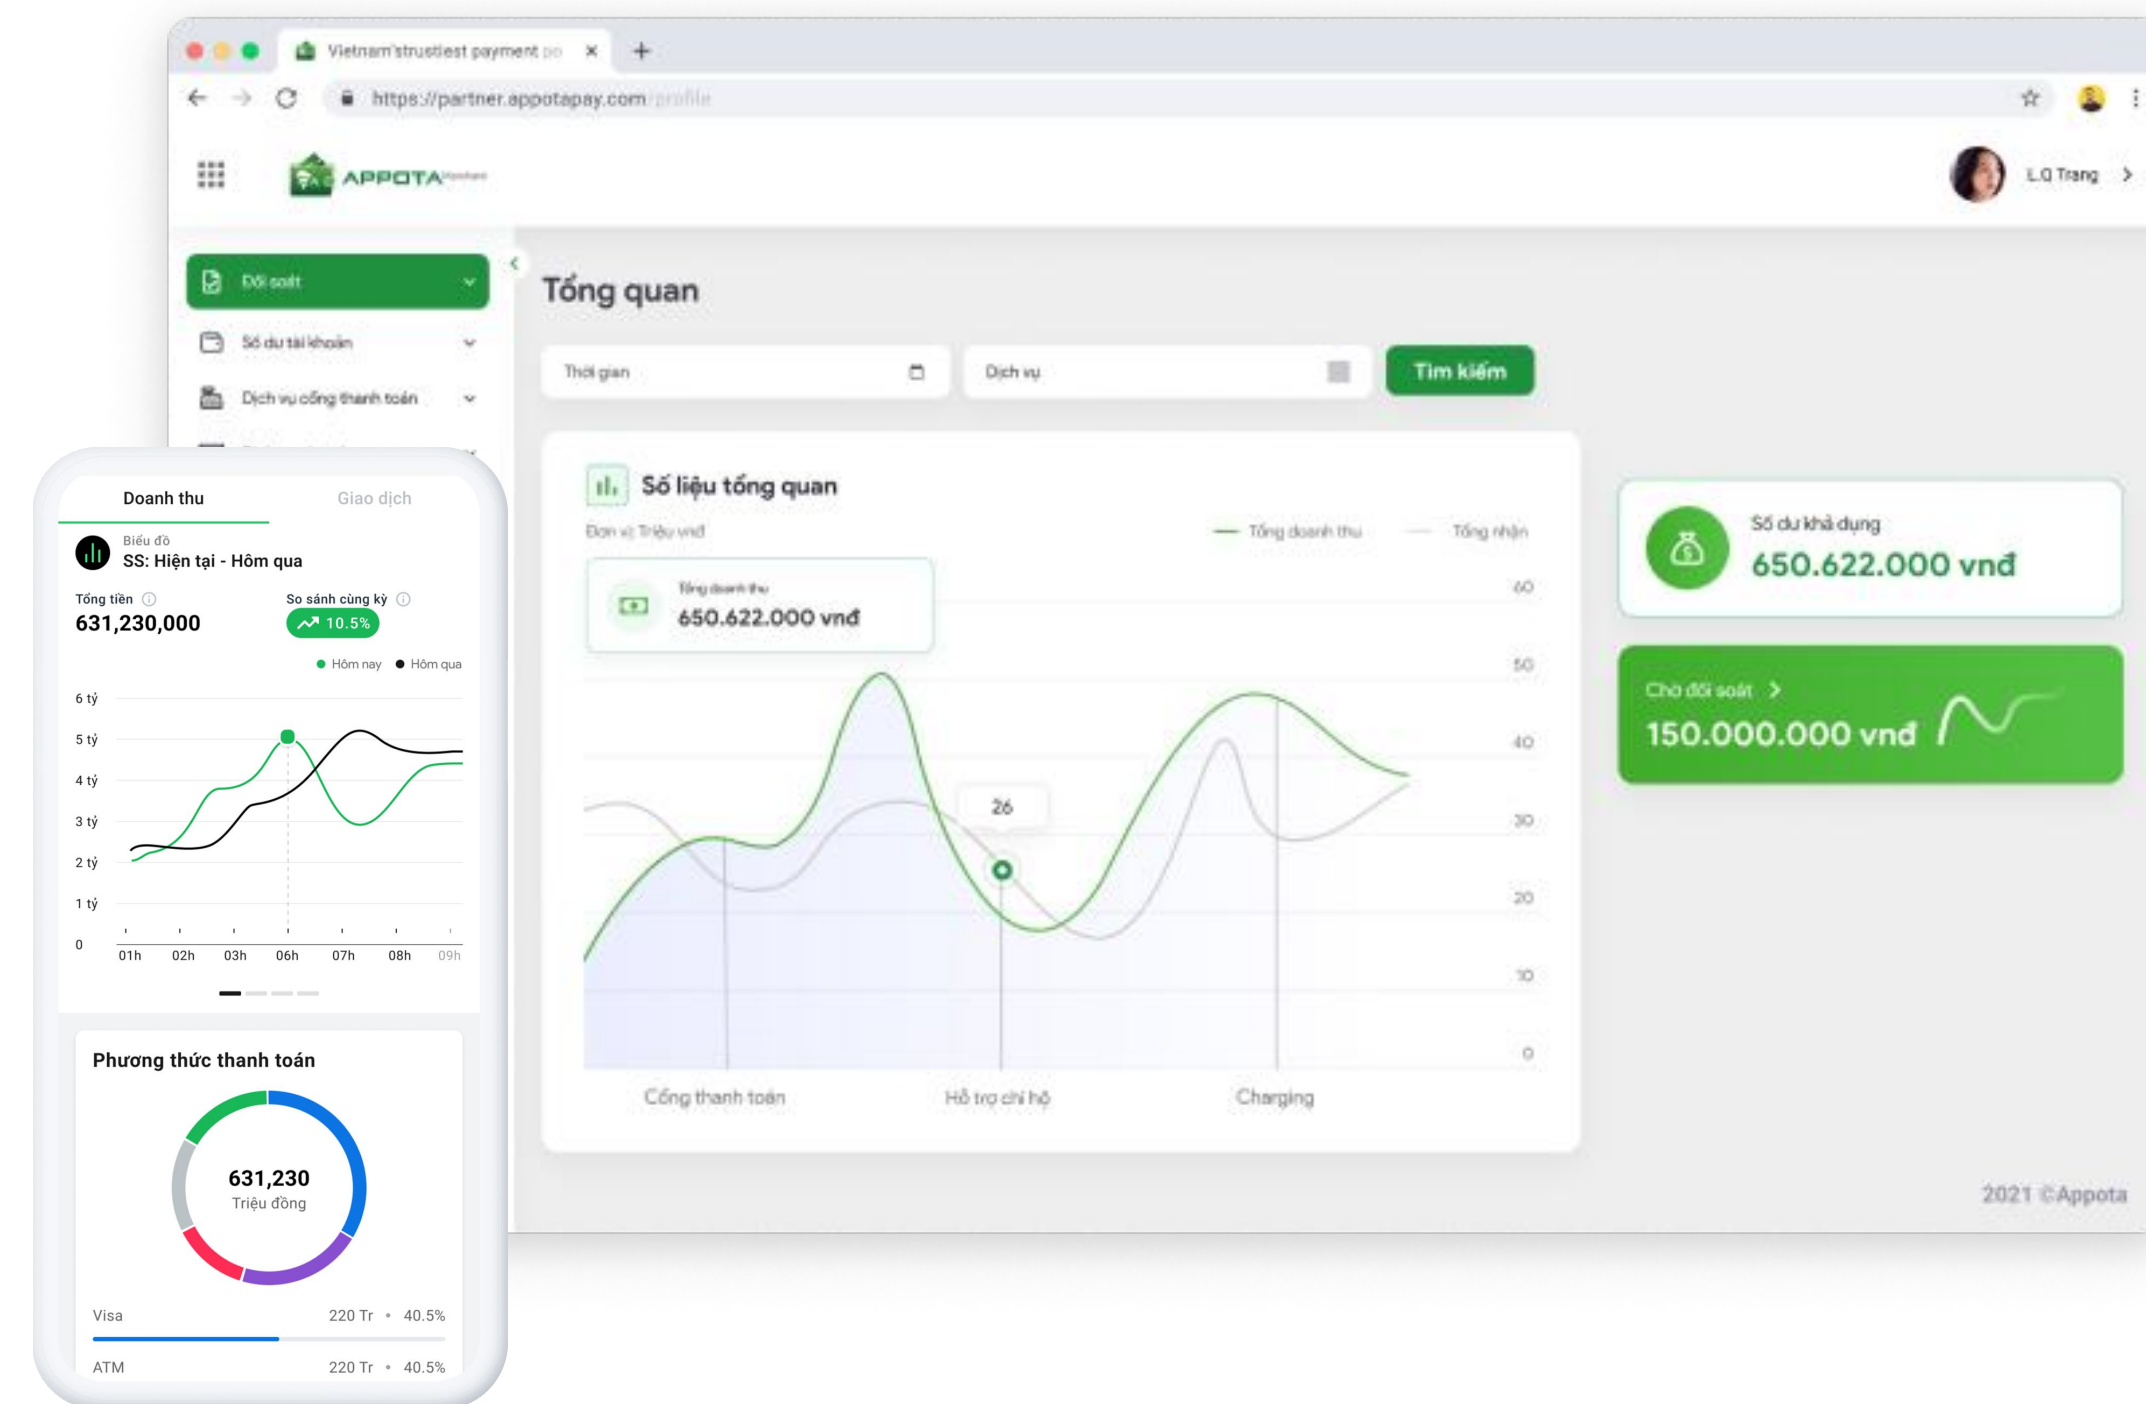 Vietnam'strustiest payment po
https://partner.appotapay.com/profile
APPOTA
L.Q Trang
Đối soát
Số dư tài khoản
Dịch vụ cổng thanh toán
Tổng quan
Thời gian
Dịch vụ
Tìm kiếm
Số liệu tổng quan
Đơn vị: Triệu vnđ
Tổng doanh thu
Tổng nhận
Tổng doanh thu
650.622.000 vnđ
60
50
40
30
20
10
0
26
Cổng thanh toán
Hỗ trợ chi hộ
Charging
Số dư khả dụng
650.622.000 vnđ
Chờ đối soát
150.000.000 vnđ
2021 ©Appota
Doanh thu
Giao dịch
Biểu đồ
SS: Hiện tại - Hôm qua
Tổng tiền
So sánh cùng kỳ
631,230,000
10.5%
Hôm nay
Hôm qua
6 tỷ
5 tỷ
4 tỷ
3 tỷ
2 tỷ
1 tỷ
0
01h 02h 03h 06h 07h 08h 09h
Phương thức thanh toán
631,230
Triệu đồng
Visa 220 Tr • 40.5%
ATM 220 Tr • 40.5%